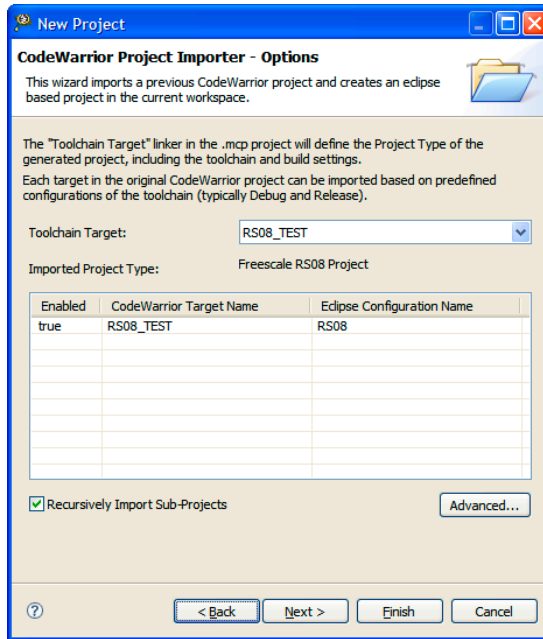 New Project
CodeWarrior Project Importer - Options
This wizard imports a previous CodeWarrior project and creates an eclipse
based project in the current workspace.
The "Toolchain Target" linker in the .mcp project will define the Project Type of the
generated project, including the toolchain and build settings.
Each target in the original CodeWarrior project can be imported based on predefined
configurations of the toolchain (typically Debug and Release).
Toolchain Target: RS08_TEST
Imported Project Type: Freescale RS08 Project
Enabled CodeWarrior Target Name Eclipse Configuration Name
true RS08_TEST RS08
Recursively Import Sub-Projects Advanced...
? < Back Next > Finish Cancel